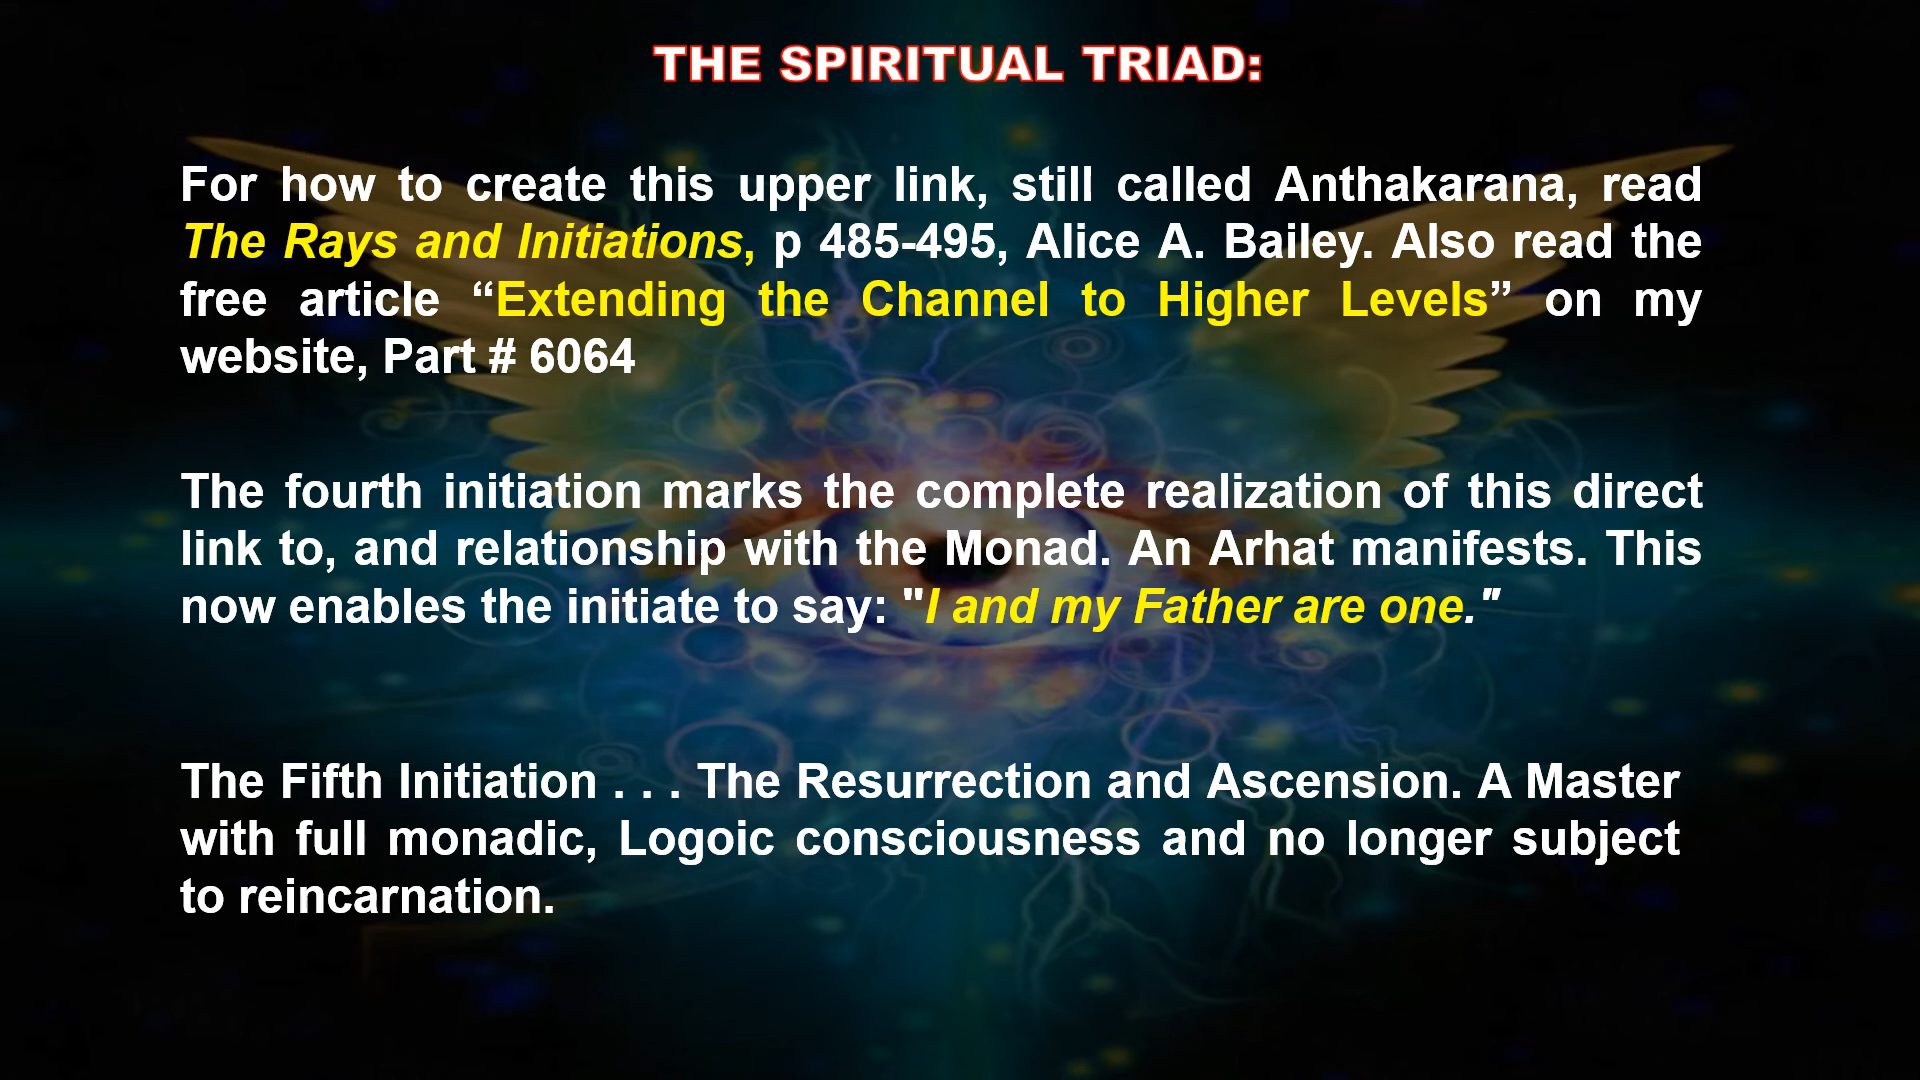 THE SPIRITUAL TRIAD:
For how to create this upper link, still called Anthakarana, read
The Rays and Initiations, p 485-495, Alice A. Bailey. Also read the
free article “Extending the Channel to Higher Levels” on my
website, Part # 6064
The fourth initiation marks the complete realization of this direct
link to, and relationship with the Monad. An Arhat manifests. This
now enables the initiate to say: "I and my Father are one."
The Fifth Initiation . . . The Resurrection and Ascension. A Master
with full monadic, Logoic consciousness and no longer subject
to reincarnation.